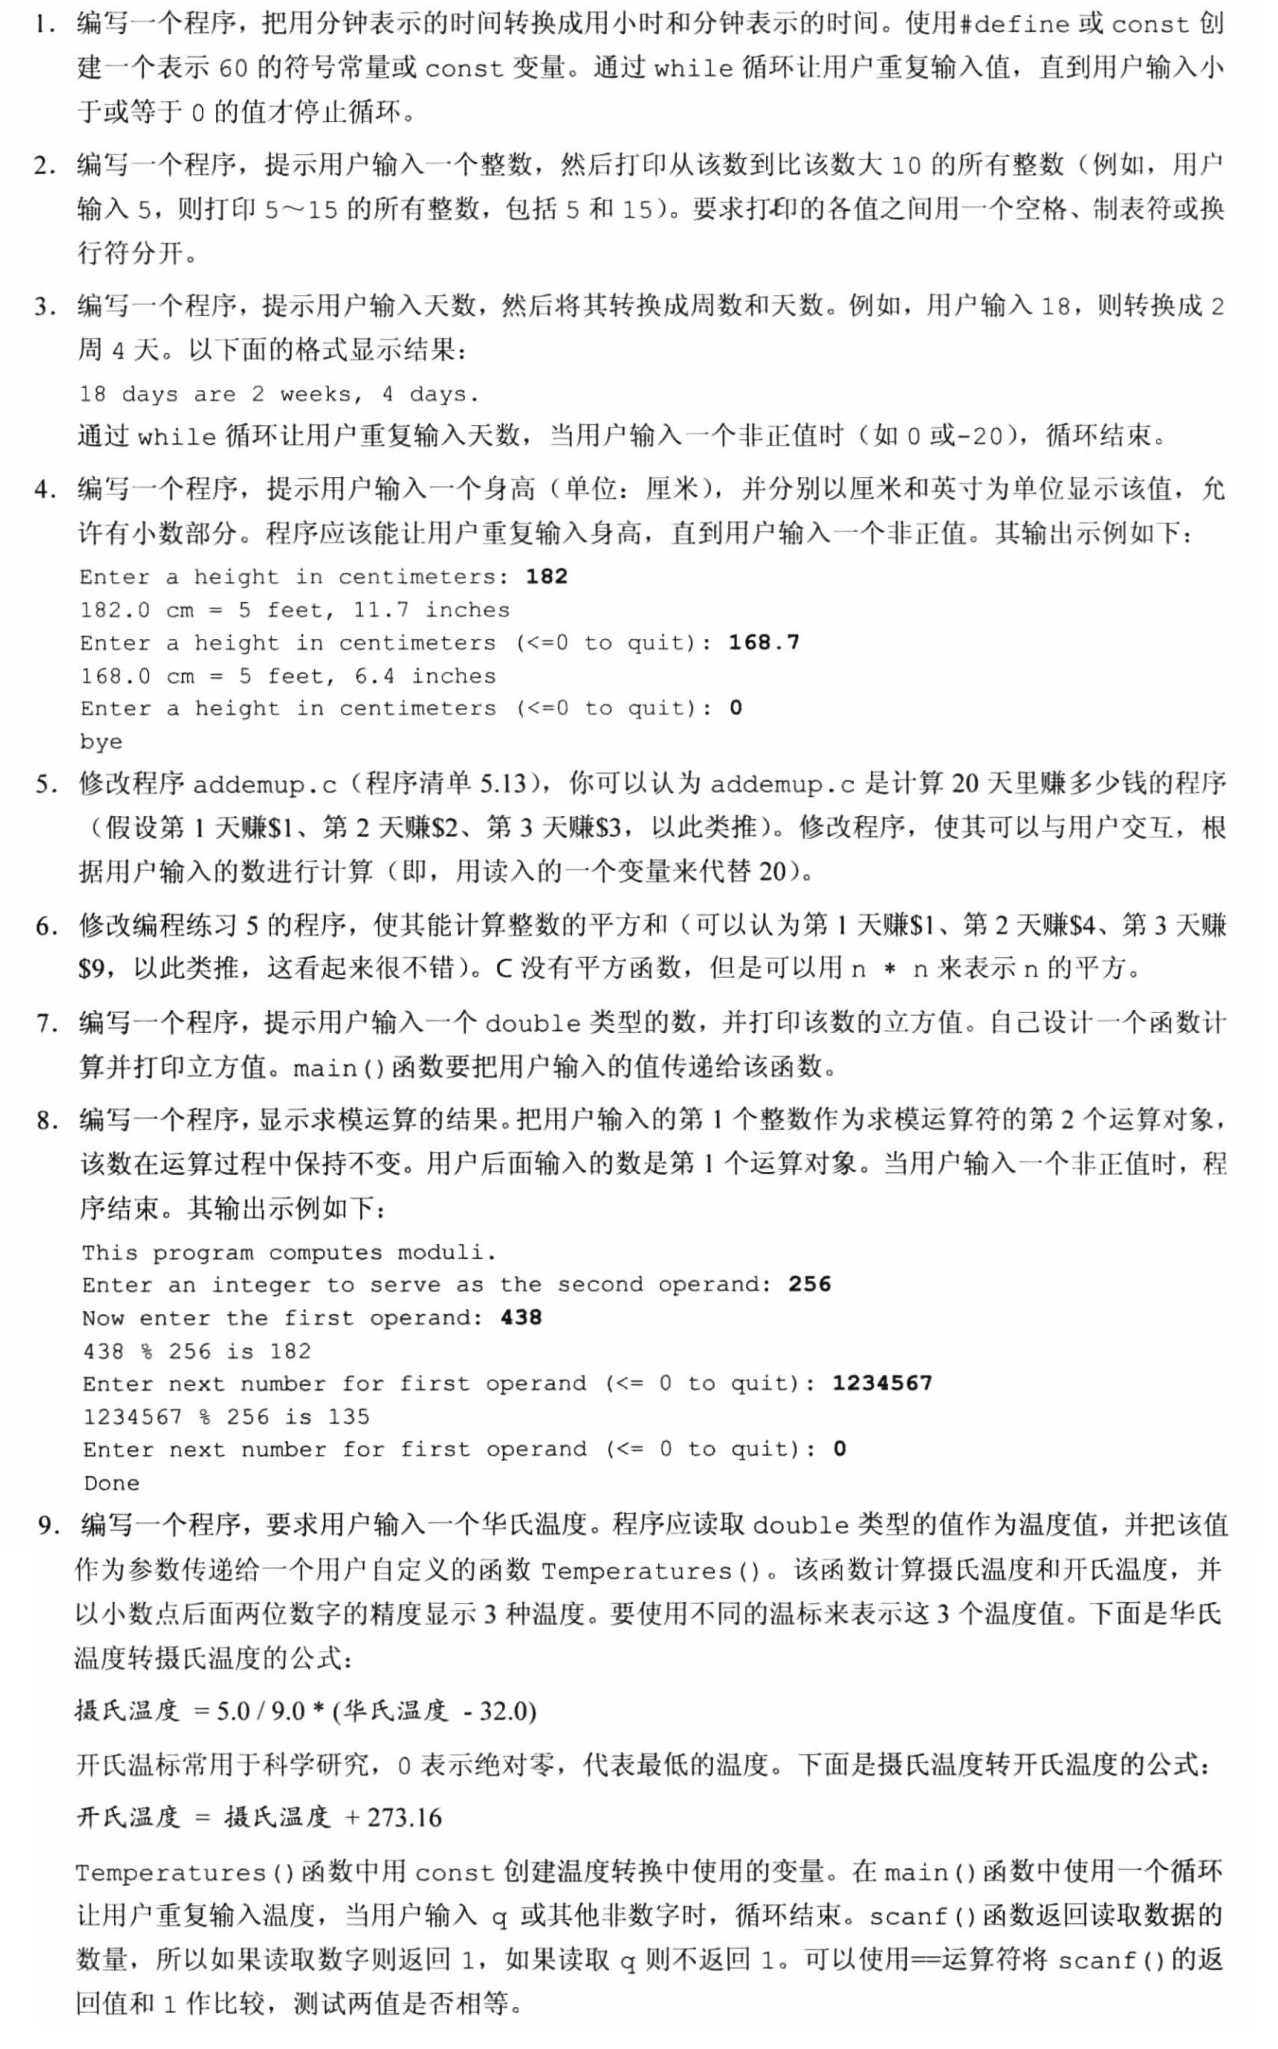 1. 编写一个程序，把用分钟表示的时间转换成用小时和分钟表示的时间。使用#define 或 const 创
建一个表示 60 的符号常量或 const 变量。通过 while 循环让用户重复输入值，直到用户输入小
于或等于 0 的值才停止循环。
2. 编写一个程序，提示用户输入一个整数，然后打印从该数到比该数大 10 的所有整数（例如，用户
输入 5，则打印 5～15 的所有整数，包括 5 和 15）。要求打印的各值之间用一个空格、制表符或换
行符分开。
3. 编写一个程序，提示用户输入天数，然后将其转换成周数和天数。例如，用户输入 18，则转换成 2
周 4 天。以下面的格式显示结果：
18 days are 2 weeks, 4 days.
通过 while 循环让用户重复输入天数，当用户输入一个非正值时（如 0 或-20），循环结束。
4. 编写一个程序，提示用户输入一个身高（单位：厘米），并分别以厘米和英寸为单位显示该值，允
许有小数部分。程序应该能让用户重复输入身高，直到用户输入一个非正值。其输出示例如下：
Enter a height in centimeters: 182
182.0 cm = 5 feet, 11.7 inches
Enter a height in centimeters (<=0 to quit): 168.7
168.0 cm = 5 feet, 6.4 inches
Enter a height in centimeters (<=0 to quit): 0
bye
5. 修改程序 addemup.c（程序清单 5.13），你可以认为 addemup.c 是计算 20 天里赚多少钱的程序
（假设第 1 天赚$1、第 2 天赚$2、第 3 天赚$3，以此类推）。修改程序，使其可以与用户交互，根
据用户输入的数进行计算（即，用读入的一个变量来代替 20）。
6. 修改编程练习 5 的程序，使其能计算整数的平方和（可以认为第 1 天赚$1、第 2 天赚$4、第 3 天赚
$9，以此类推，这看起来很不错）。C 没有平方函数，但是可以用 n * n 来表示 n 的平方。
7. 编写一个程序，提示用户输入一个 double 类型的数，并打印该数的立方值。自己设计一个函数计
算并打印立方值。main()函数要把用户输入的值传递给该函数。
8. 编写一个程序，显示求模运算的结果。把用户输入的第 1 个整数作为求模运算符的第 2 个运算对象，
该数在运算过程中保持不变。用户后面输入的数是第 1 个运算对象。当用户输入一个非正值时，程
序结束。其输出示例如下：
This program computes moduli.
Enter an integer to serve as the second operand: 256
Now enter the first operand: 438
438 % 256 is 182
Enter next number for first operand (<= 0 to quit): 1234567
1234567 % 256 is 135
Enter next number for first operand (<= 0 to quit): 0
Done
9. 编写一个程序，要求用户输入一个华氏温度。程序应读取 double 类型的值作为温度值，并把该值
作为参数传递给一个用户自定义的函数 Temperatures()。该函数计算摄氏温度和开氏温度，并
以小数点后面两位数字的精度显示 3 种温度。要使用不同的温标来表示这 3 个温度值。下面是华氏
温度转摄氏温度的公式：
摄氏温度 = 5.0 / 9.0 * (华氏温度 - 32.0)
开氏温标常用于科学研究，0 表示绝对零，代表最低的温度。下面是摄氏温度转开氏温度的公式：
开氏温度 = 摄氏温度 + 273.16
Temperatures()函数中用 const 创建温度转换中使用的变量。在 main()函数中使用一个循环
让用户重复输入温度，当用户输入 q 或其他非数字时，循环结束。scanf()函数返回读取数据的
数量，所以如果读取数字则返回 1，如果读取 q 则不返回 1。可以使用==运算符将 scanf()的返
回值和 1 作比较，测试两值是否相等。